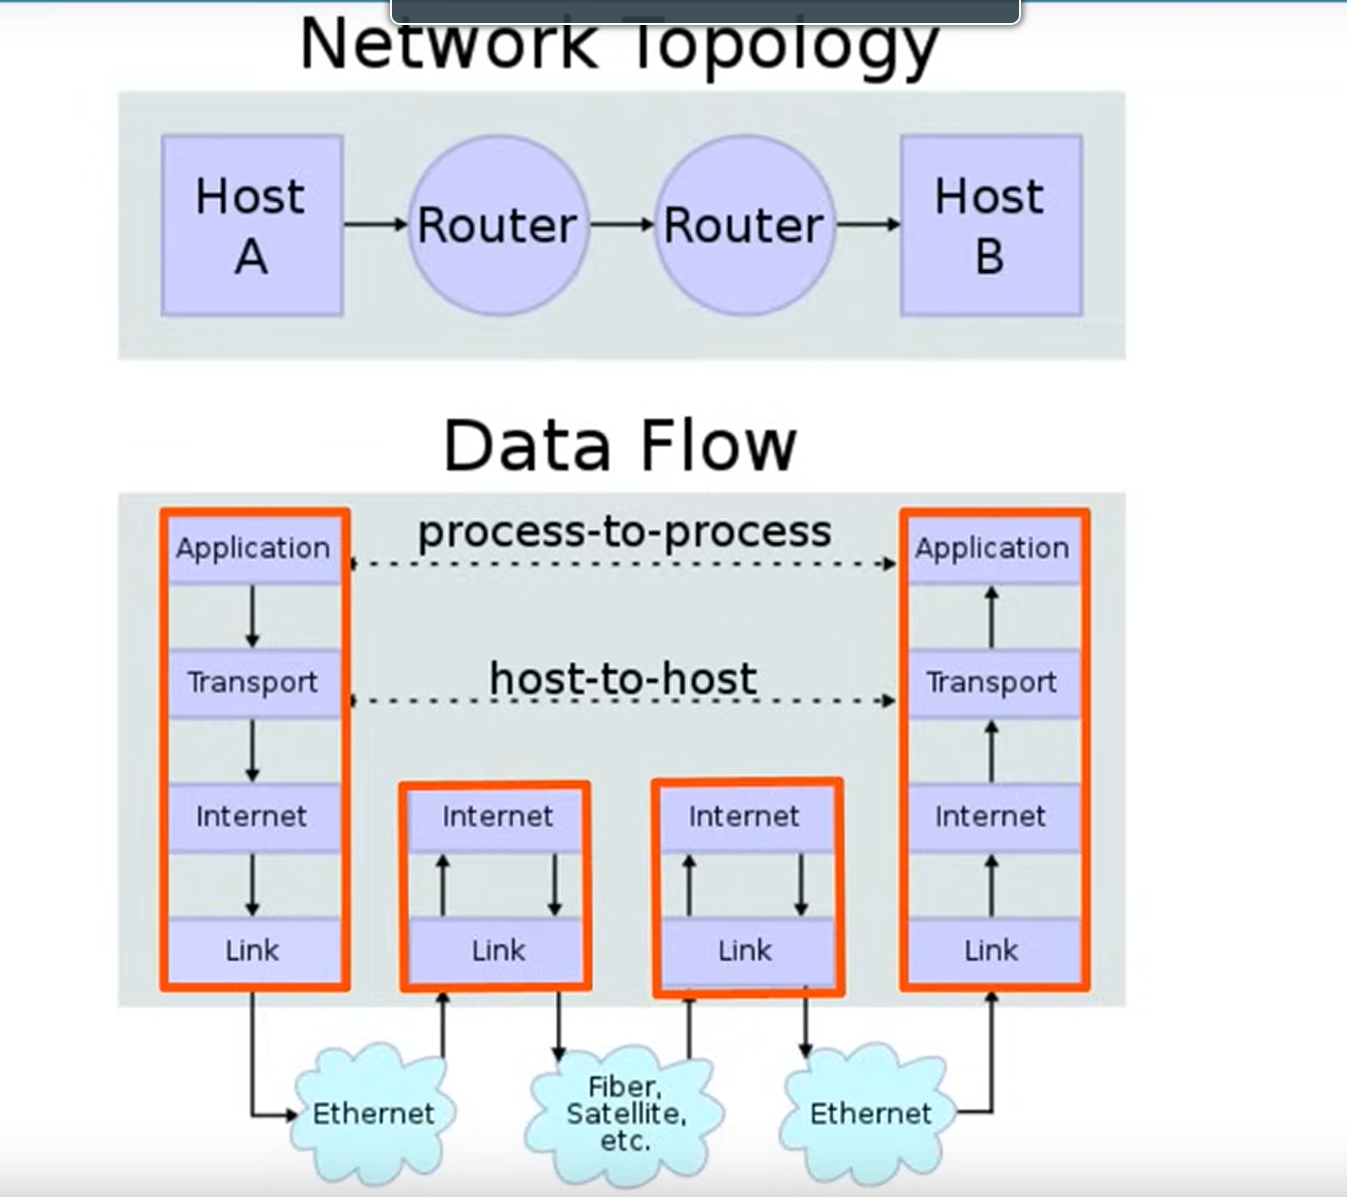 Network Topology
Host
A
Router
Router
Host
B
Data Flow
process-to-process
Application
Application
host-to-host
Transport
Transport
Internet
Internet
Internet
Internet
Link
Link
Link
Link
Ethernet
Fiber,
Satellite,
etc.
Ethernet